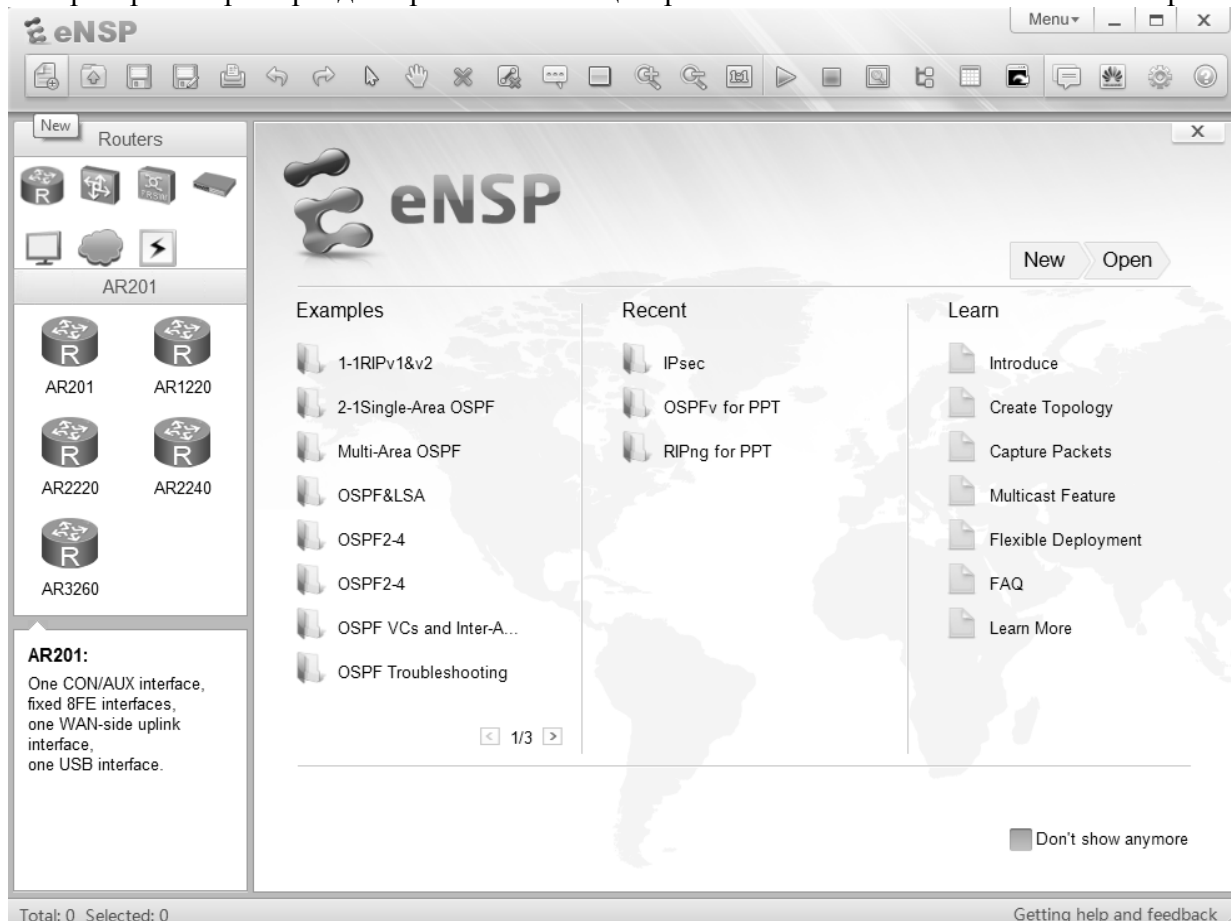 eNSP
Menu
New
Routers
R
FRSW
AR201
R
AR201
R
AR1220
R
AR2220
R
AR2240
R
AR3260
AR201:
One CON/AUX interface,
fixed 8FE interfaces,
one WAN-side uplink
interface,
one USB interface.
X
eNSP
New
Open
Examples
1-1RIPv1&v2
2-1Single-Area OSPF
Multi-Area OSPF
OSPF&LSA
OSPF2-4
OSPF2-4
OSPF VCs and Inter-A...
OSPF Troubleshooting
< 1/3 >
Recent
IPsec
OSPFv for PPT
RIPng for PPT
Learn
Introduce
Create Topology
Capture Packets
Multicast Feature
Flexible Deployment
FAQ
Learn More
Don't show anymore
Total: 0 Selected: 0
Getting help and feedback